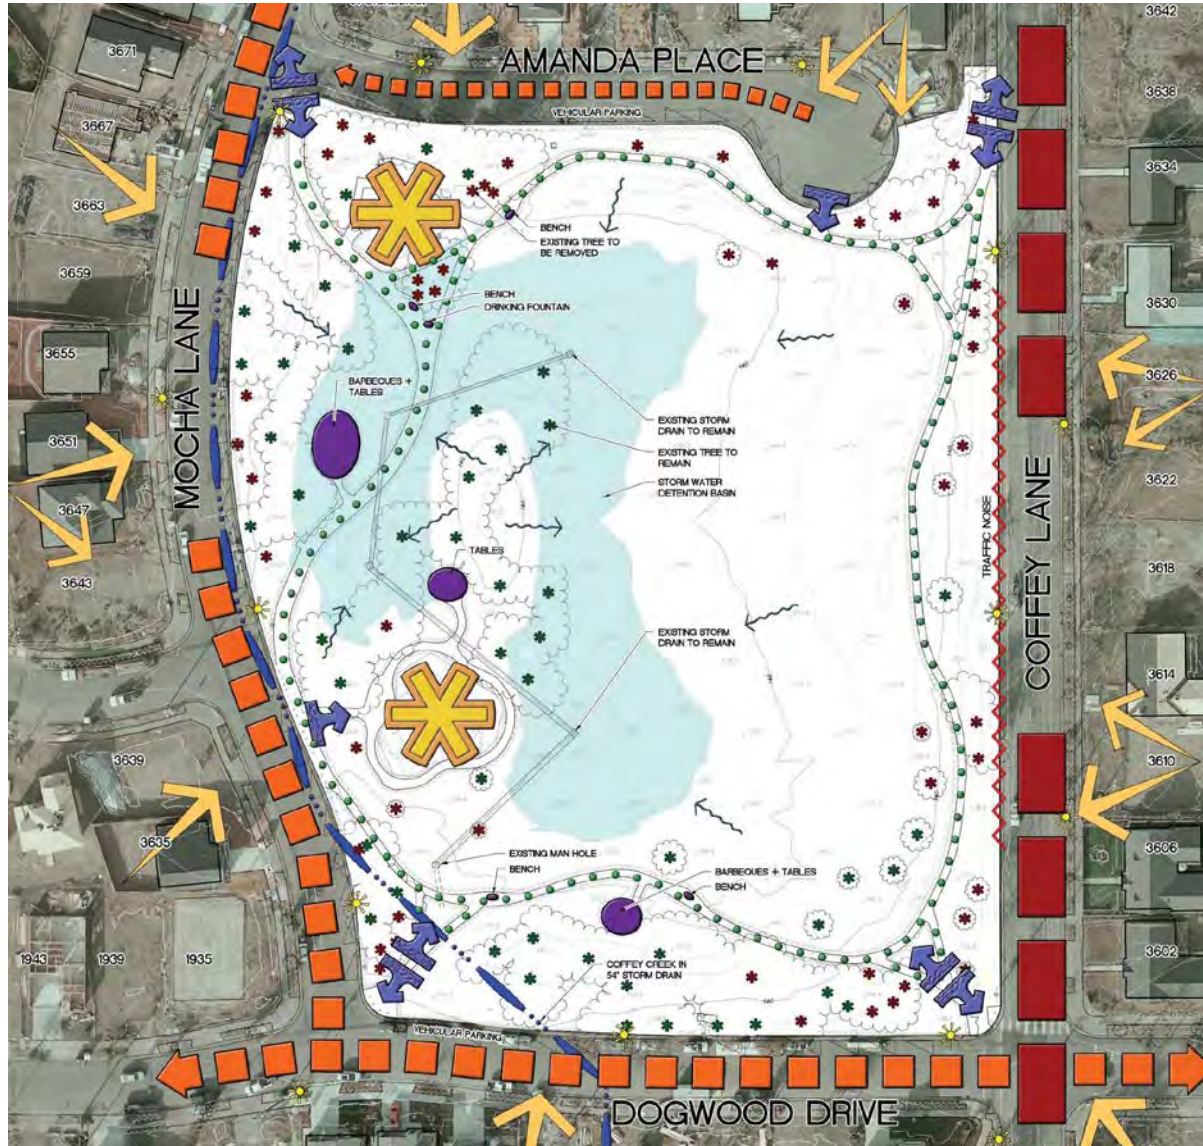 3642
3671
AMANDA PLACE
3638
VEHICULAR PARKING
3667
3634
3663
BENCH
EXISTING TREE TO
BE REMOVED
3659
BENCH
DRINKING FOUNTAIN
3630
MOCHA LANE
3655
BARBEQUES +
TABLES
3626
3651
EXISTING STORM
DRAIN TO REMAIN
EXISTING TREE TO
REMAIN
STORM WATER
DETENTION BASIN
3622
3647
TABLES
TRAFFIC NOISE
COFFEY LANE
3618
3643
EXISTING STORM
DRAIN TO REMAIN
3614
3639
3610
3635
EXISTING MAN HOLE
BENCH
BARBEQUES + TABLES
BENCH
3606
3602
1943
1939
1935
COFFEY CREEK IN
54" STORM DRAIN
VEHICULAR PARKING
DOGWOOD DRIVE